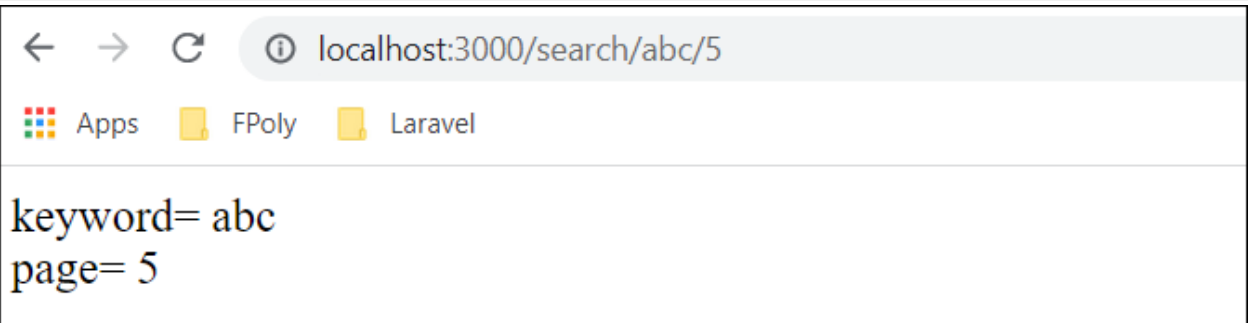 localhost:3000/search/abc/5
Apps FPoly Laravel
keyword= abc
page= 5